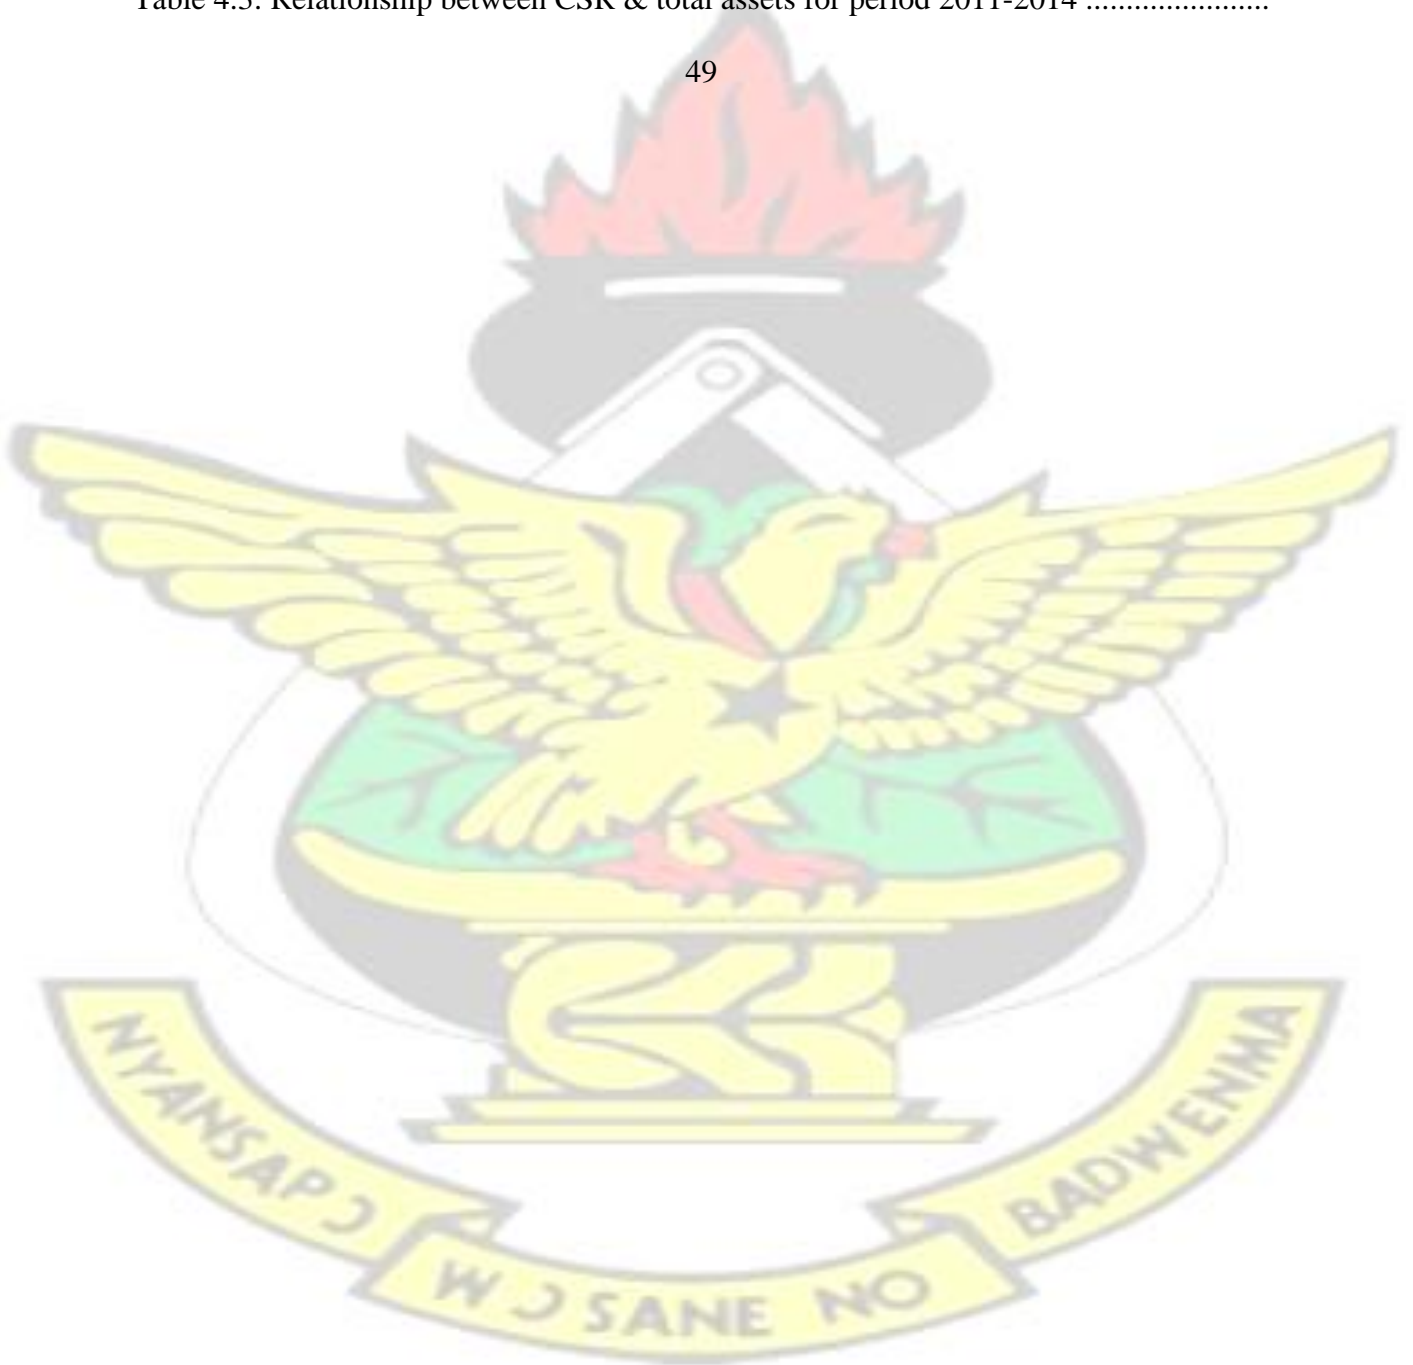 Table 4.5: Relationship between CSR & total assets for period 2011-2014 .......................
49
NYANSAPƆ
WƆSANE NO
BADWENMA